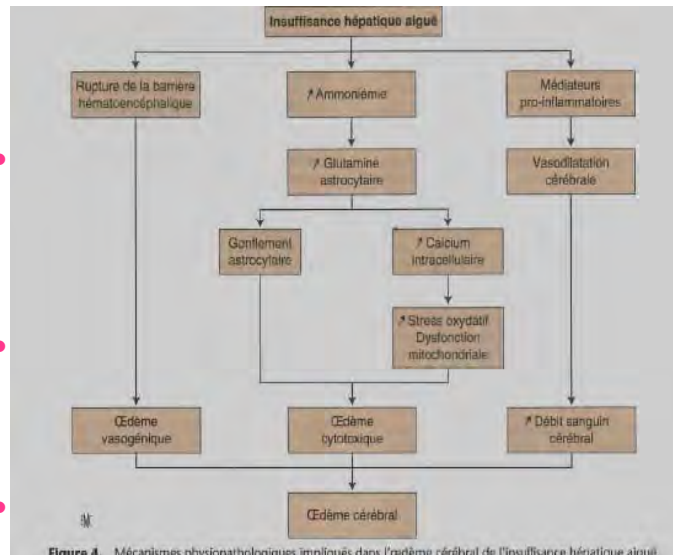 Insuffisance hépatique aiguë
Rupture de la barrière
hématoencéphalique
↗ Ammoniémie
Médiateurs
pro-inflammatoires
↗ Glutamine
astrocytaire
Vasodilatation
cérébrale
Gonflement
astrocytaire
↗ Calcium
intracellulaire
↗ Stress oxydatif
Dysfonction
mitochondriale
Œdème
vasogénique
Œdème
cytotoxique
↗ Débit sanguin
cérébral
Œdème cérébral
Figure 4. Mécanismes physiopathologiques impliqués dans l'œdème cérébral de l'insuffisance hépatique aiguë.